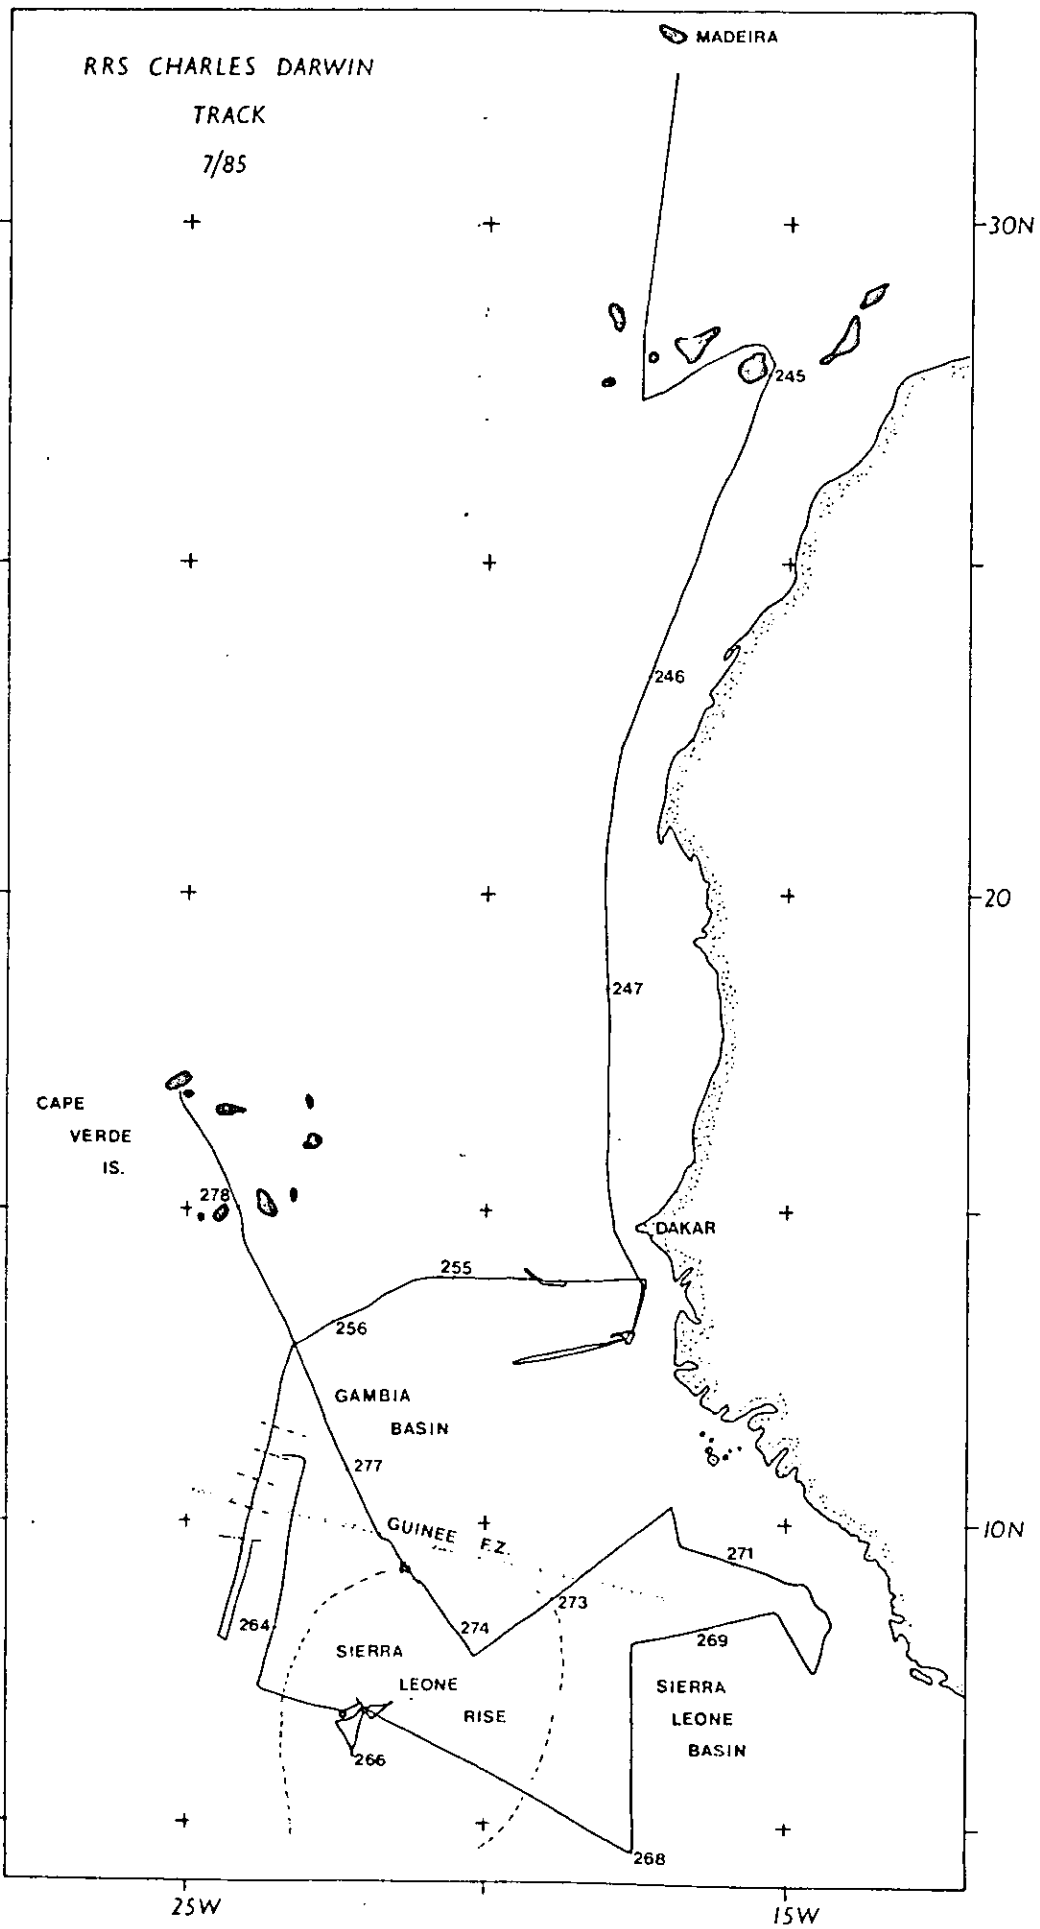 MADEIRA
RRS CHARLES DARWIN
TRACK
7/85
30N
245
246
20
247
CAPE
VERDE
IS.
278
DAKAR
255
256
GAMBIA
BASIN
277
GUINEE F.Z.
10N
271
273
264
274
269
SIERRA
LEONE
RISE
SIERRA
LEONE
BASIN
266
268
25W
15W